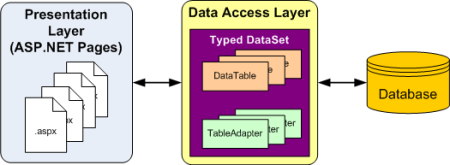 Presentation
Layer
(ASP.NET Pages)
.aspx
Data Access Layer
Typed DataSet
DataTable
TableAdapter
Database